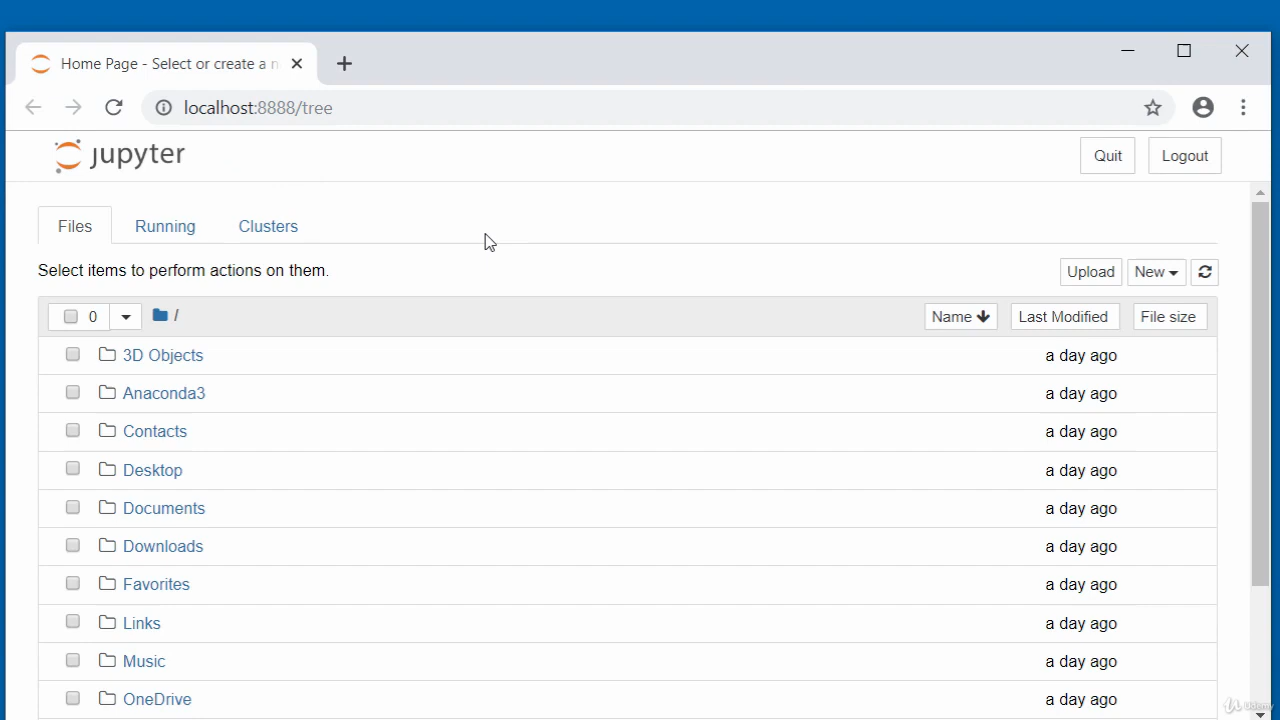 Home Page - Select or create a n
localhost:8888/tree
jupyter
Quit
Logout
Files
Running
Clusters
Select items to perform actions on them.
Upload
New
0
/
Name
Last Modified
File size
3D Objects
a day ago
Anaconda3
a day ago
Contacts
a day ago
Desktop
a day ago
Documents
a day ago
Downloads
a day ago
Favorites
a day ago
Links
a day ago
Music
a day ago
OneDrive
a day ago
Udemy